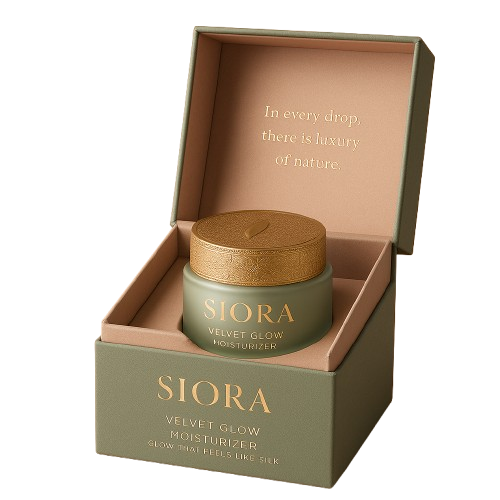 In every drop,
there is luxury
of nature.
SIORA
VELVET GLOW
MOISTURIZER
SIORA
VELVET GLOW
MOISTURIZER
GLOW THAT FEELS LIKE SILK